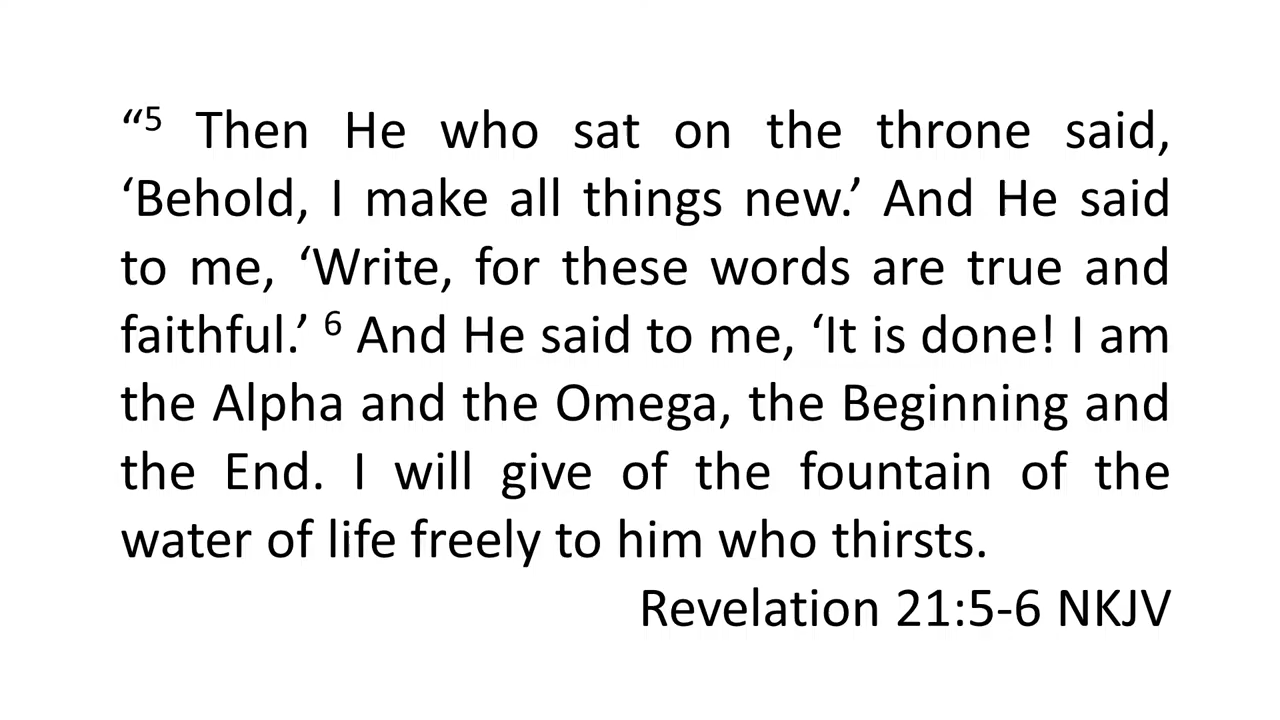 “⁵ Then He who sat on the throne said,
‘Behold, I make all things new.’ And He said
to me, ‘Write, for these words are true and
faithful.’ ⁶ And He said to me, ‘It is done! I am
the Alpha and the Omega, the Beginning and
the End. I will give of the fountain of the
water of life freely to him who thirsts.
Revelation 21:5-6 NKJV